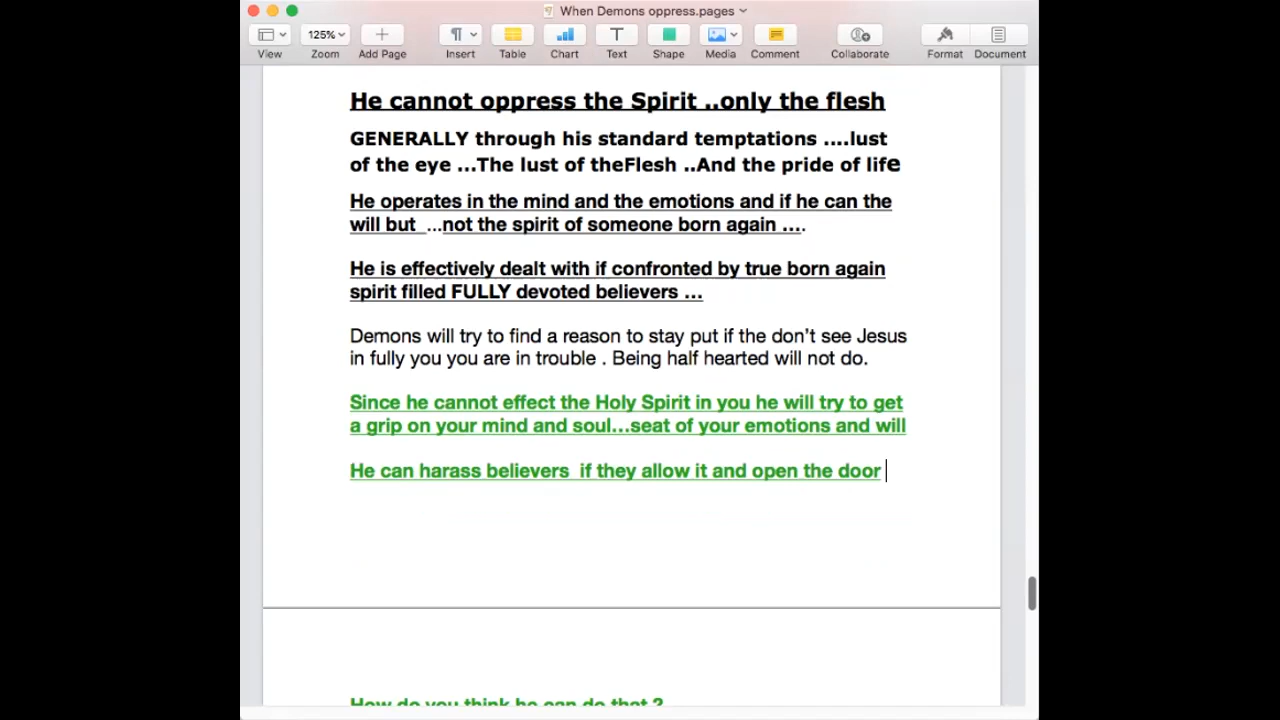 When Demons oppress.pages
125%
View
Zoom
Add Page
Insert
Table
Chart
Text
Shape
Media
Comment
Collaborate
Format
Document
He cannot oppress the Spirit ..only the flesh
GENERALLY through his standard temptations ....lust
of the eye ...The lust of theFlesh ..And the pride of life
He operates in the mind and the emotions and if he can the
will but ...not the spirit of someone born again ....
He is effectively dealt with if confronted by true born again
spirit filled FULLY devoted believers ...
Demons will try to find a reason to stay put if the don't see Jesus
in fully you you are in trouble . Being half hearted will not do.
Since he cannot effect the Holy Spirit in you he will try to get
a grip on your mind and soul...seat of your emotions and will
He can harass believers if they allow it and open the door
How do you think he can do that ?